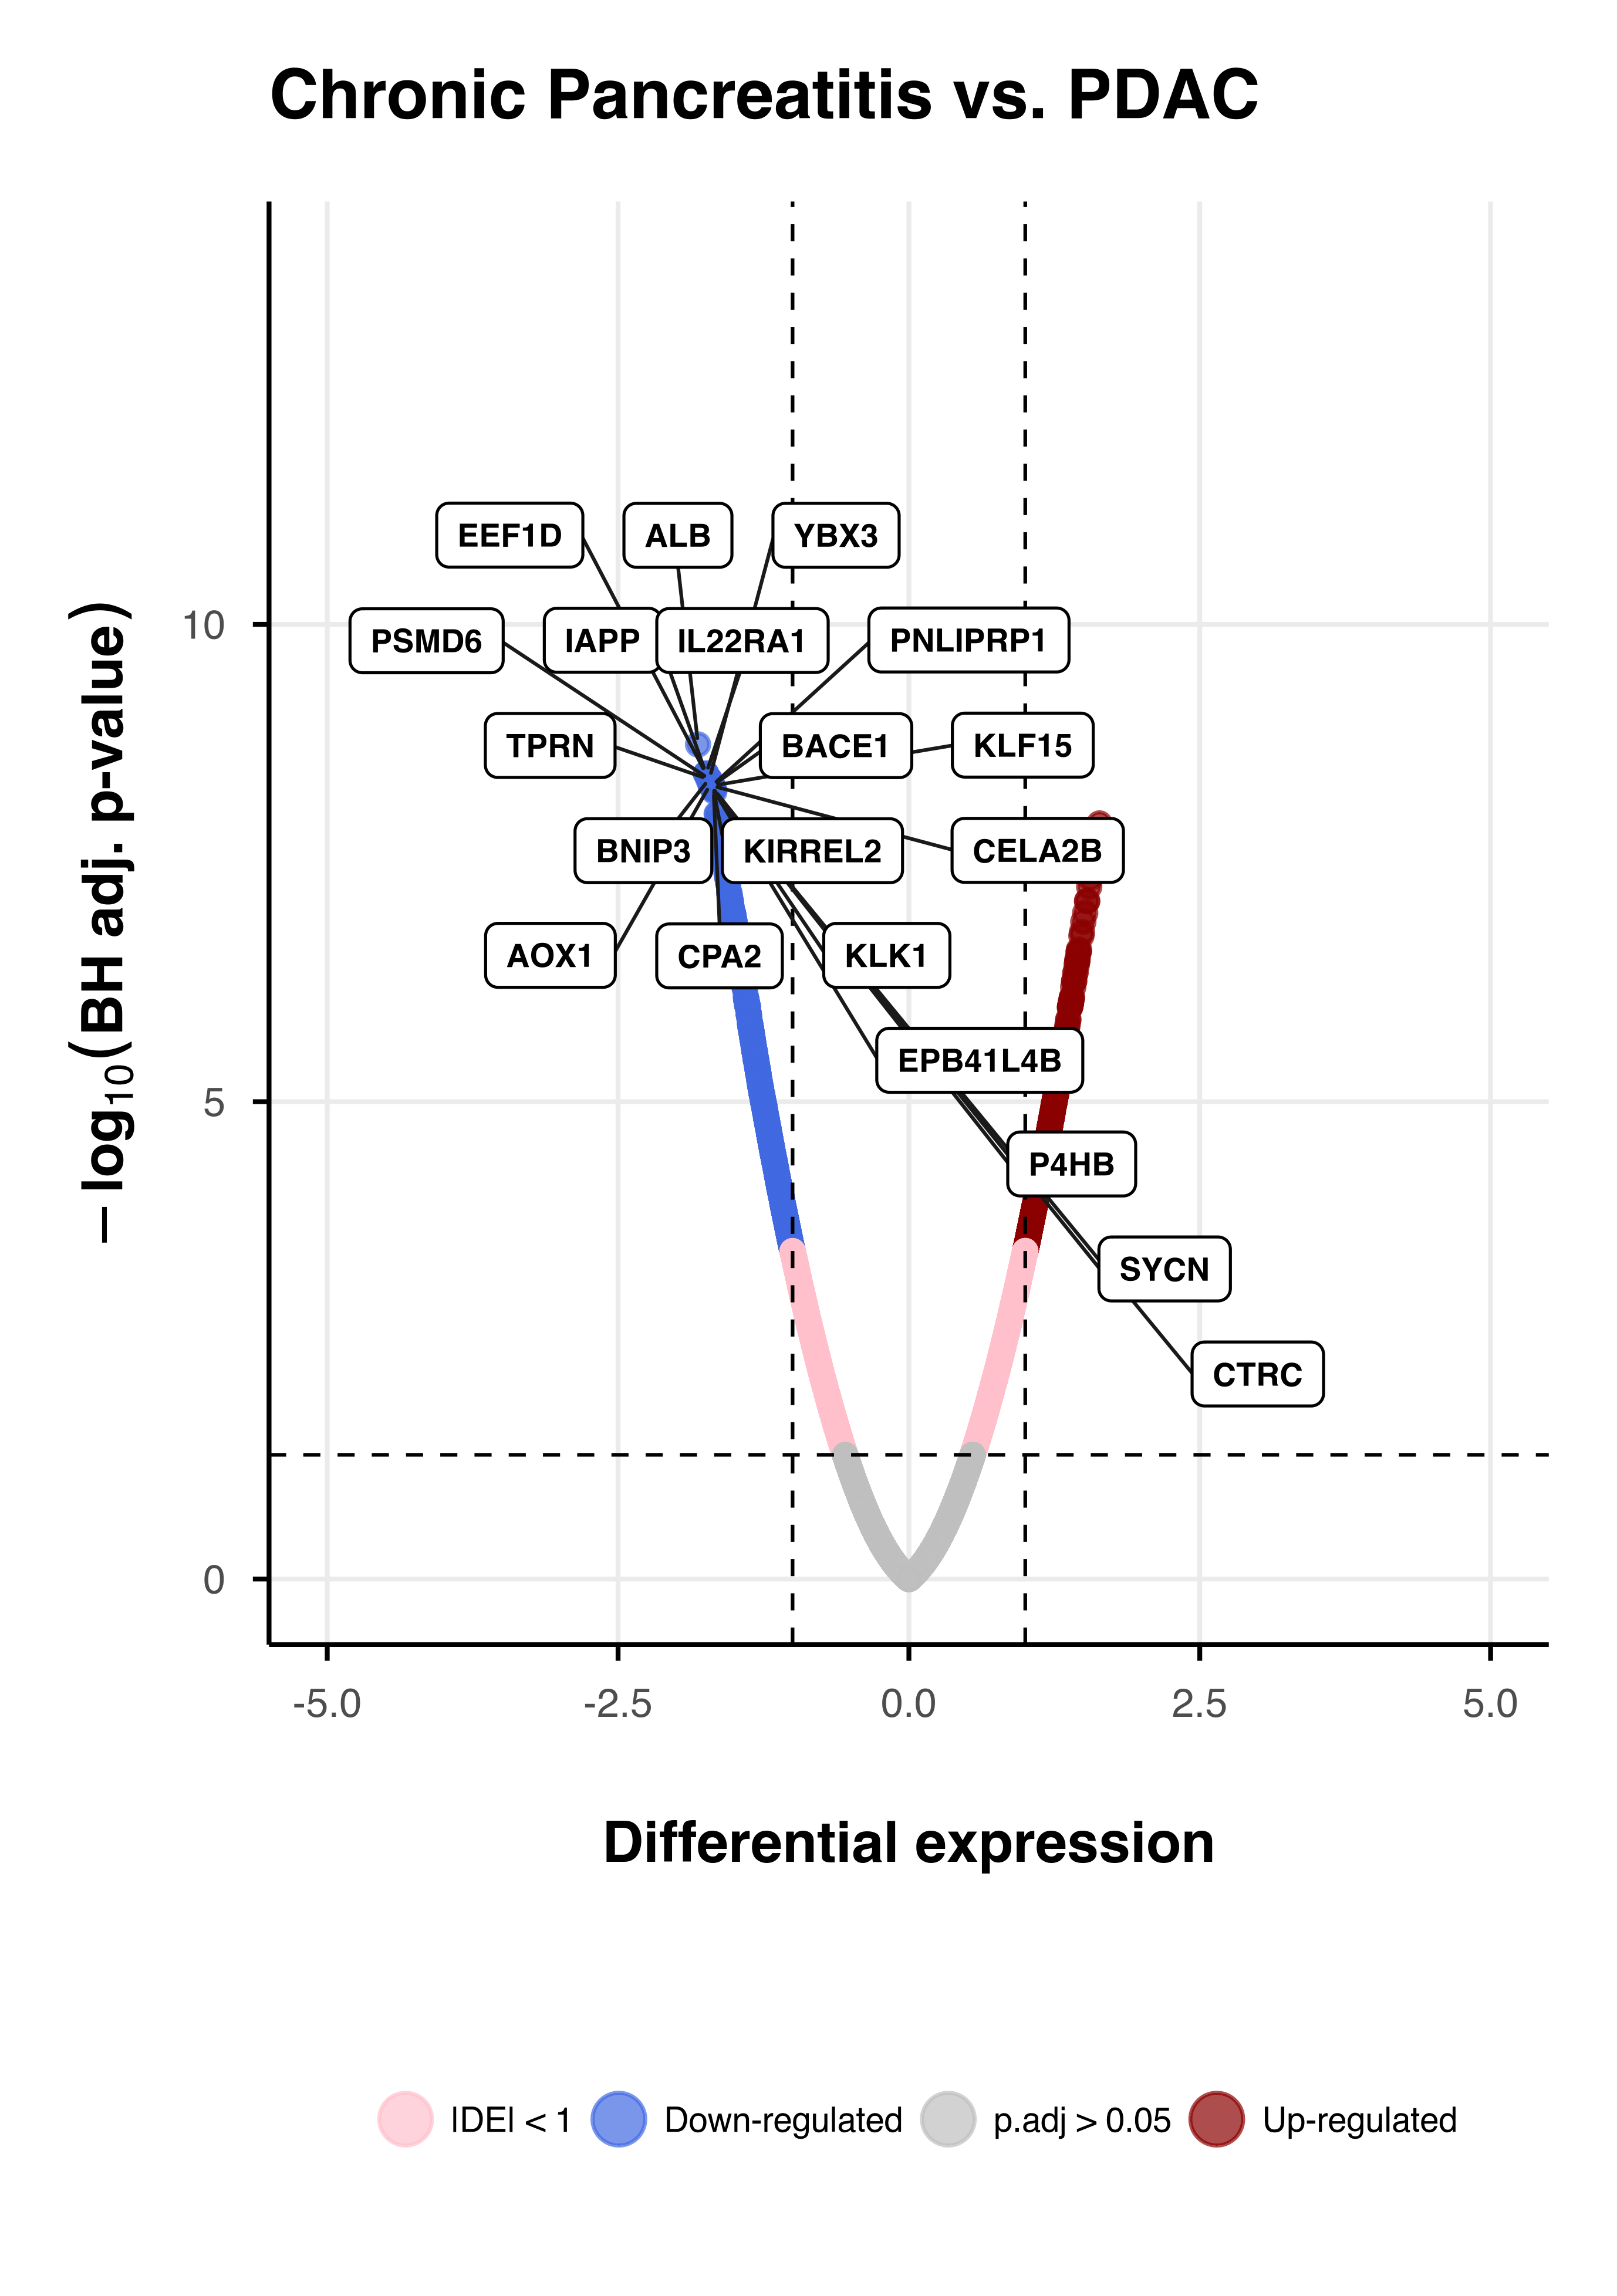 Chronic Pancreatitis vs. PDAC
− log10(BH adj. p-value)
10
5
0
EEF1D
ALB
YBX3
PSMD6
IAPP
IL22RA1
PNLIPRP1
TPRN
BACE1
KLF15
BNIP3
KIRREL2
CELA2B
AOX1
CPA2
KLK1
EPB41L4B
P4HB
SYCN
CTRC
-5.0
-2.5
0.0
2.5
5.0
Differential expression
|DE| < 1
Down-regulated
p.adj > 0.05
Up-regulated